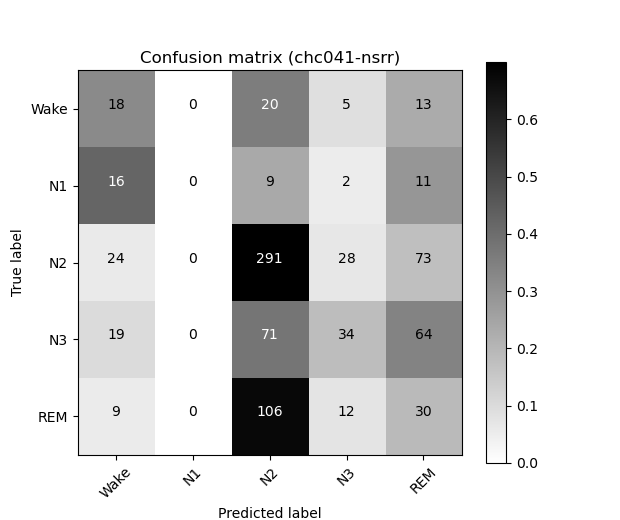 Confusion matrix (chc041-nsrr)
Wake 18 0 20 5 13
N1 16 0 9 2 11
N2 24 0 291 28 73
N3 19 0 71 34 64
REM 9 0 106 12 30
Wake N1 N2 N3 REM
True label
Predicted label
0.6
0.5
0.4
0.3
0.2
0.1
0.0